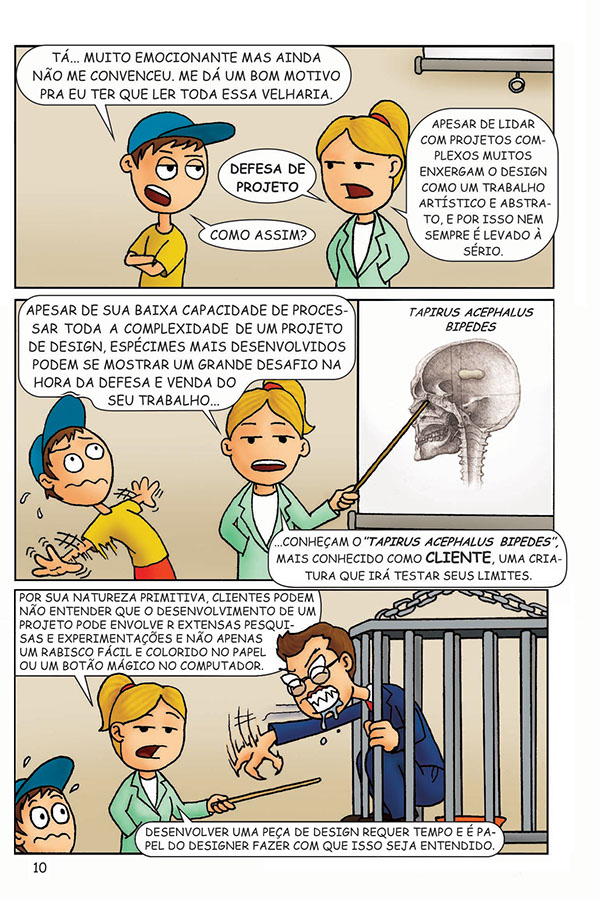 TÁ... MUITO EMOCIONANTE MAS AINDA
NÃO ME CONVENCEU. ME DÁ UM BOM MOTIVO
PRA EU TER QUE LER TODA ESSA VELHARIA.
DEFESA DE
PROJETO
COMO ASSIM?
APESAR DE LIDAR
COM PROJETOS COM-
PLEXOS MUITOS
ENXERGAM O DESIGN
COMO UM TRABALHO
ARTÍSTICO E ABSTRA-
TO, E POR ISSO NEM
SEMPRE É LEVADO À
SÉRIO.
APESAR DE SUA BAIXA CAPACIDADE DE PROCES-
SAR TODA A COMPLEXIDADE DE UM PROJETO
DE DESIGN, ESPÉCIMES MAIS DESENVOLVIDOS
PODEM SE MOSTRAR UM GRANDE DESAFIO NA
HORA DA DEFESA E VENDA DO
SEU TRABALHO...
TAPIRUS ACEPHALUS
BIPEDES
...CONHEÇAM O "TAPIRUS ACEPHALUS BIPEDES",
MAIS CONHECIDO COMO CLIENTE, UMA CRIA-
TURA QUE IRÁ TESTAR SEUS LIMITES.
POR SUA NATUREZA PRIMITIVA, CLIENTES PODEM
NÃO ENTENDER QUE O DESENVOLVIMENTO DE UM
PROJETO PODE ENVOLVE R EXTENSAS PESQUI-
SAS E EXPERIMENTAÇÕES E NÃO APENAS
UM RABISCO FÁCIL E COLORIDO NO PAPEL
OU UM BOTÃO MÁGICO NO COMPUTADOR.
DESENVOLVER UMA PEÇA DE DESIGN REQUER TEMPO E É PA-
PEL DO DESIGNER FAZER COM QUE ISSO SEJA ENTENDIDO.
10